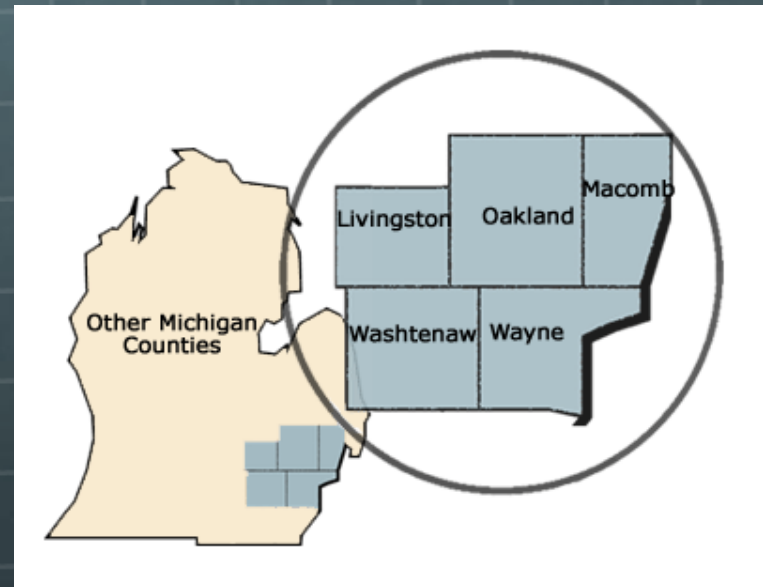 Macomb
Livingston
Oakland
Other Michigan
Counties
Washtenaw
Wayne